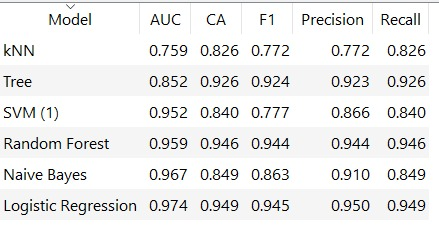 Model AUC CA F1 Precision Recall
kNN 0.759 0.826 0.772 0.772 0.826
Tree 0.852 0.926 0.924 0.923 0.926
SVM (1) 0.952 0.840 0.777 0.866 0.840
Random Forest 0.959 0.946 0.944 0.944 0.946
Naive Bayes 0.967 0.849 0.863 0.910 0.849
Logistic Regression 0.974 0.949 0.945 0.950 0.949